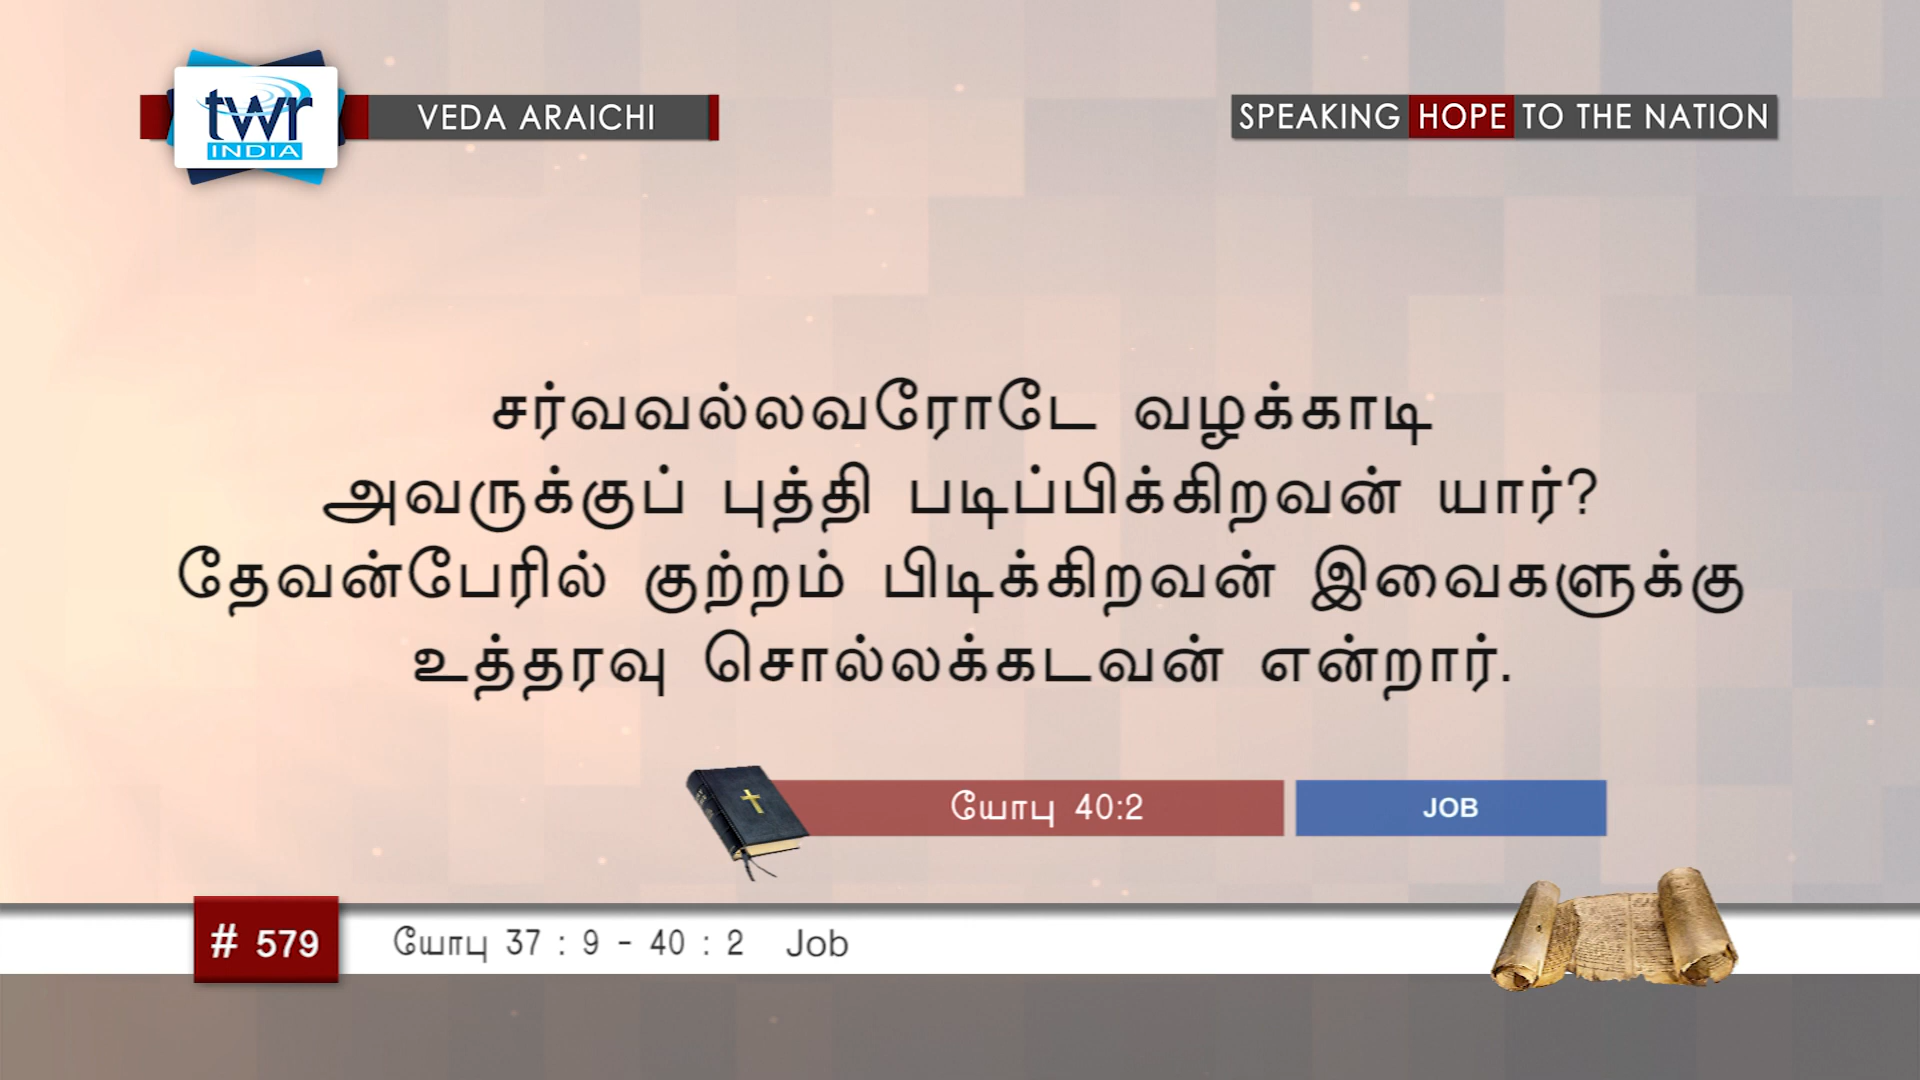 twr
INDIA
VEDA ARAICHI
SPEAKING HOPE TO THE NATION
சர்வவல்லவரோடே வழக்காடி
அவருக்குப் புத்தி படிப்பிக்கிறவன் யார்?
தேவன்பேரில் குற்றம் பிடிக்கிறவன் இவைகளுக்கு
உத்தரவு சொல்லக்கடவன் என்றார்.
யோபு 40:2
JOB
# 579
யோபு 37 : 9 - 40 : 2 Job